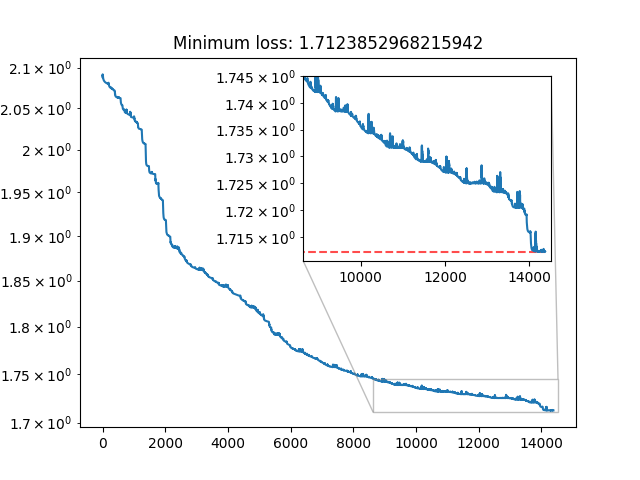 Minimum loss: 1.7123852968215942
2.1 × 10⁰
2.05 × 10⁰
2 × 10⁰
1.95 × 10⁰
1.9 × 10⁰
1.85 × 10⁰
1.8 × 10⁰
1.75 × 10⁰
1.7 × 10⁰
1.745 × 10⁰
1.74 × 10⁰
1.735 × 10⁰
1.73 × 10⁰
1.725 × 10⁰
1.72 × 10⁰
1.715 × 10⁰
10000 12000 14000
0 2000 4000 6000 8000 10000 12000 14000